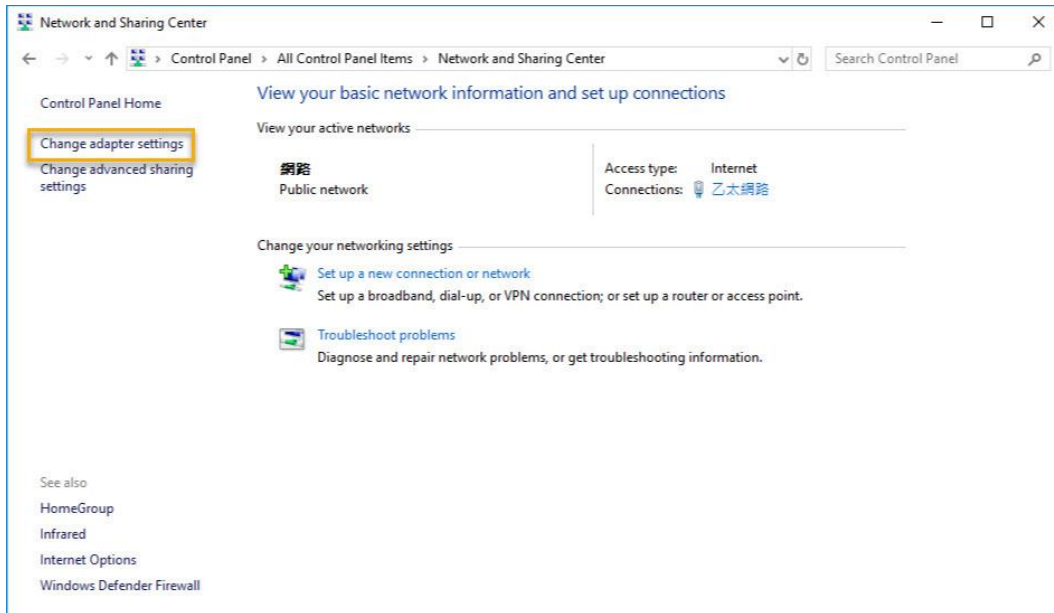 Network and Sharing Center
Control Panel > All Control Panel Items > Network and Sharing Center
Search Control Panel
Control Panel Home
Change adapter settings
Change advanced sharing
settings
View your basic network information and set up connections
View your active networks
網路
Public network
Access type: Internet
Connections: 乙太網路
Change your networking settings
Set up a new connection or network
Set up a broadband, dial-up, or VPN connection; or set up a router or access point.
Troubleshoot problems
Diagnose and repair network problems, or get troubleshooting information.
See also
HomeGroup
Infrared
Internet Options
Windows Defender Firewall